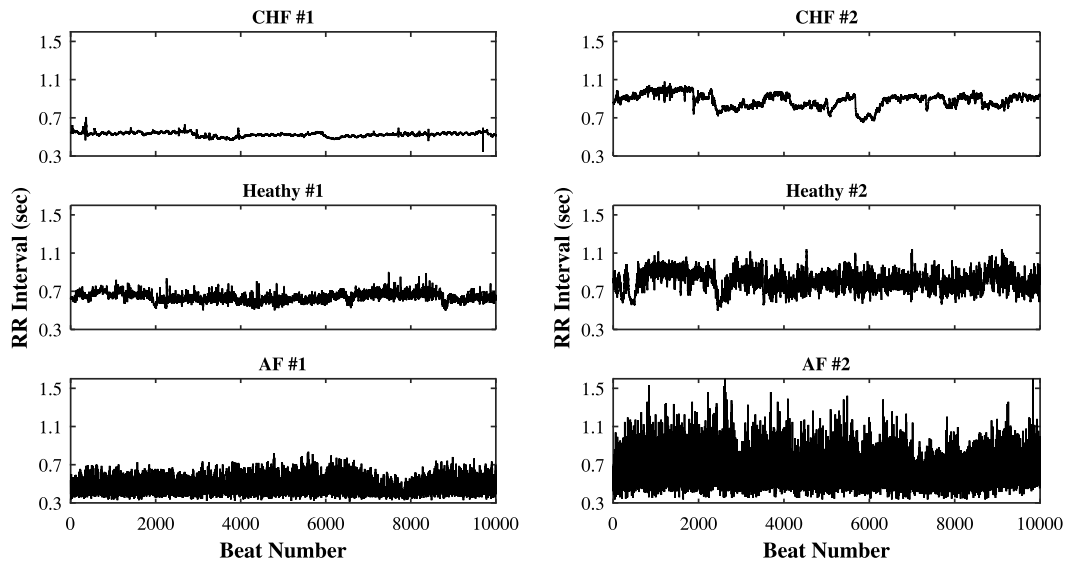 CHF #1
1.5
1.1
0.7
0.3
CHF #2
1.5
1.1
0.7
0.3
Heathy #1
1.5
1.1
0.7
0.3
Heathy #2
1.5
1.1
0.7
0.3
RR Interval (sec)
RR Interval (sec)
AF #1
1.5
1.1
0.7
0.3
0 2000 4000 6000 8000 10000
Beat Number
AF #2
1.5
1.1
0.7
0.3
0 2000 4000 6000 8000 10000
Beat Number